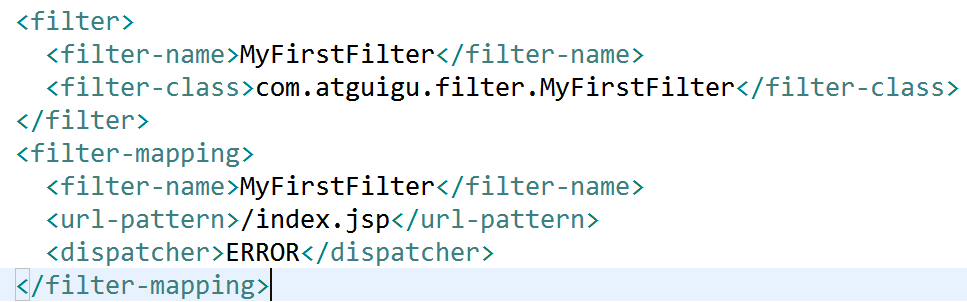 <filter>
  <filter-name>MyFirstFilter</filter-name>
  <filter-class>com.atguigu.filter.MyFirstFilter</filter-class>
</filter>
<filter-mapping>
  <filter-name>MyFirstFilter</filter-name>
  <url-pattern>/index.jsp</url-pattern>
  <dispatcher>ERROR</dispatcher>
</filter-mapping>